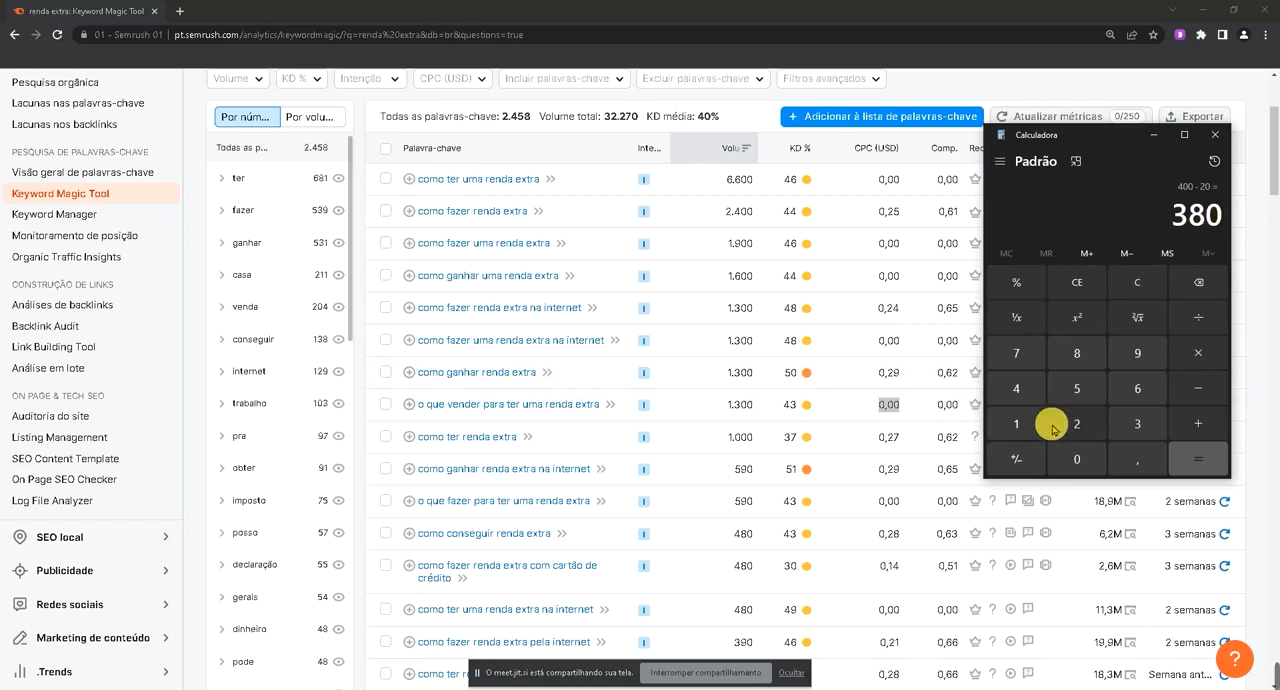 renda extra: Keyword Magic Tool
01 - Semrush 01 | pt.semrush.com/analytics/keywordmagic/?q=renda%20extra&db=br&questions=true
Pesquisa orgânica
Lacunas nas palavras-chave
Lacunas nos backlinks
PESQUISA DE PALAVRAS-CHAVE
Visão geral de palavras-chave
Keyword Magic Tool
Keyword Manager
Monitoramento de posição
Organic Traffic Insights
CONSTRUÇÃO DE LINKS
Análises de backlinks
Backlink Audit
Link Building Tool
Análise em lote
ON PAGE & TECH SEO
Auditoria do site
Listing Management
SEO Content Template
On Page SEO Checker
Log File Analyzer
SEO local
Publicidade
Redes sociais
Marketing de conteúdo
.Trends
Volume KD % Intenção CPC (USD) Incluir palavras-chave Excluir palavras-chave Filtros avançados
Por núm... Por volu...
Todas as p... 2.458
ter 681
fazer 539
ganhar 531
casa 211
venda 204
conseguir 138
internet 129
trabalho 103
pra 97
obter 91
imposto 75
posso 57
declaração 55
gerais 54
dinheiro 48
pode 48
Todas as palavras-chave: 2.458 Volume total: 32.270 KD média: 40%
+ Adicionar à lista de palavras-chave
Atualizar métricas 0/250
Exportar
Palavra-chave Inte... Volu KD % CPC (USD) Comp. Rec
como ter uma renda extra I 6.600 46 0,00 0,00
como fazer renda extra I 2.400 44 0,25 0,61
como fazer uma renda extra I 1.900 46 0,00 0,00
como ganhar uma renda extra I 1.600 44 0,00 0,00
como fazer renda extra na internet I 1.300 48 0,24 0,65
como fazer uma renda extra na internet I 1.300 48 0,00 0,00
como ganhar renda extra I 1.300 50 0,29 0,62
o que vender para ter uma renda extra I 1.300 43 0,00 0,00
como ter renda extra I 1.000 37 0,27 0,62
como ganhar renda extra na internet I 590 51 0,29 0,65
o que fazer para ter uma renda extra I 590 43 0,00 0,00 18,9M 2 semanas
como conseguir renda extra I 480 43 0,28 0,63 6,2M 3 semanas
como fazer renda extra com cartão de
crédito I 480 30 0,14 0,51 2,6M 3 semanas
como ter uma renda extra na internet I 480 49 0,00 0,00 11,3M 2 semanas
como fazer renda extra pela internet I 390 46 0,21 0,66 19,9M 2 semanas
como ter re 0,28 0,66 18,3M Semana ant...
Calculadora
Padrão
400 - 20 =
380
MC MR M+ M- MS M
% CE C
1/x x² ²√x ÷
7 8 9 ×
4 5 6 −
1 2 3 +
+/− 0 , =
O meet.jit.si está compartilhando sua tela. Interromper compartilhamento Ocultar
?